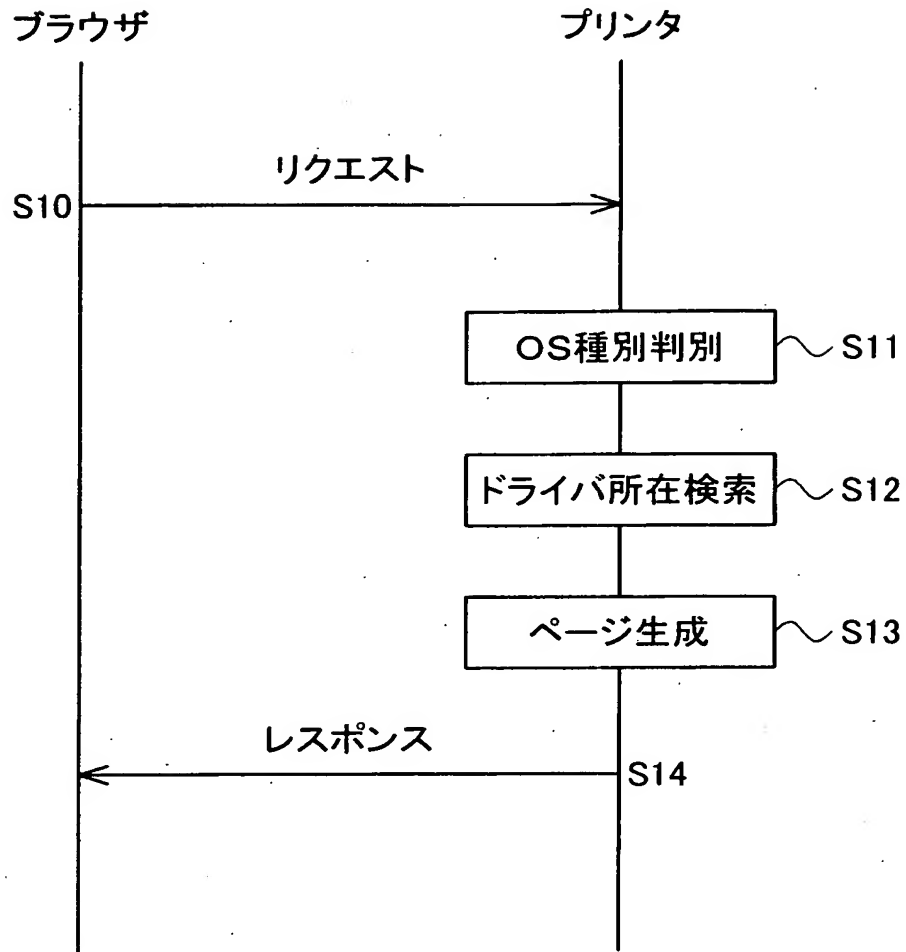 ブラウザ
プリンタ
リクエスト
S10
OS種別判別
S11
ドライバ所在検索
S12
ページ生成
S13
レスポンス
S14